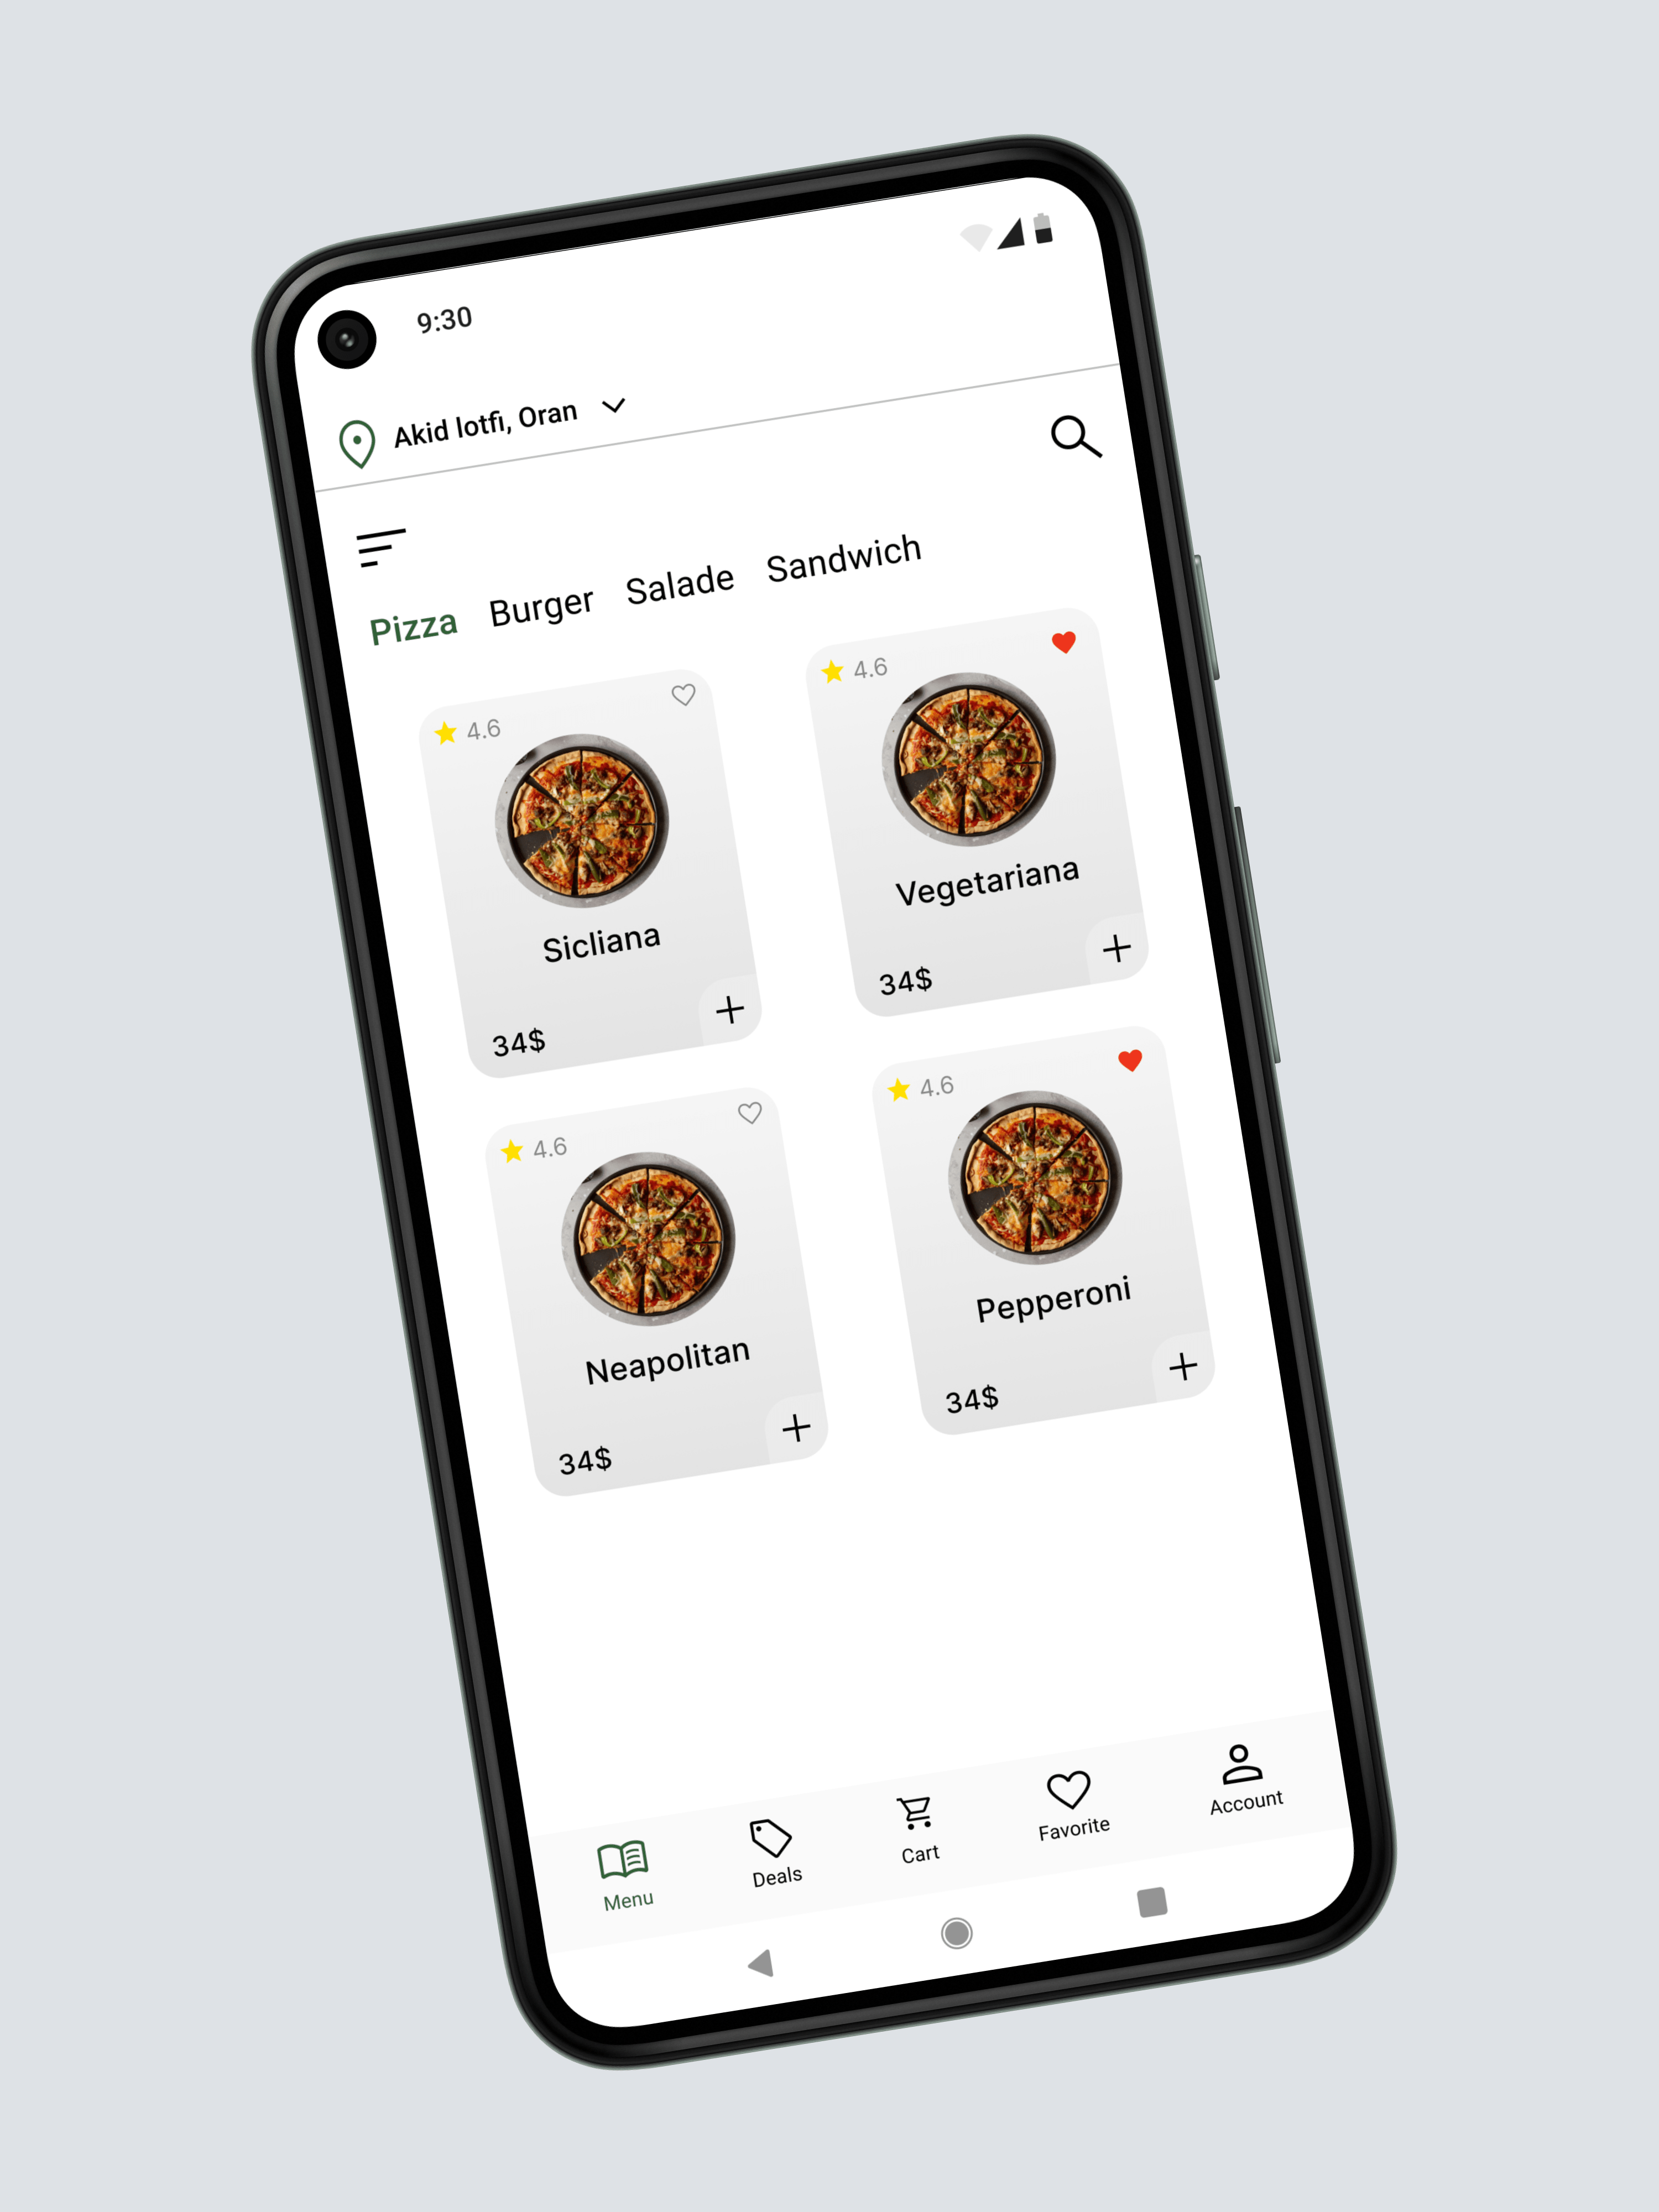 9:30
Akid lotfi, Oran
Pizza Burger Salade Sandwich
4.6
Sicliana
34$
4.6
Vegetariana
34$
4.6
Neapolitan
34$
4.6
Pepperoni
34$
Menu Deals Cart Favorite Account